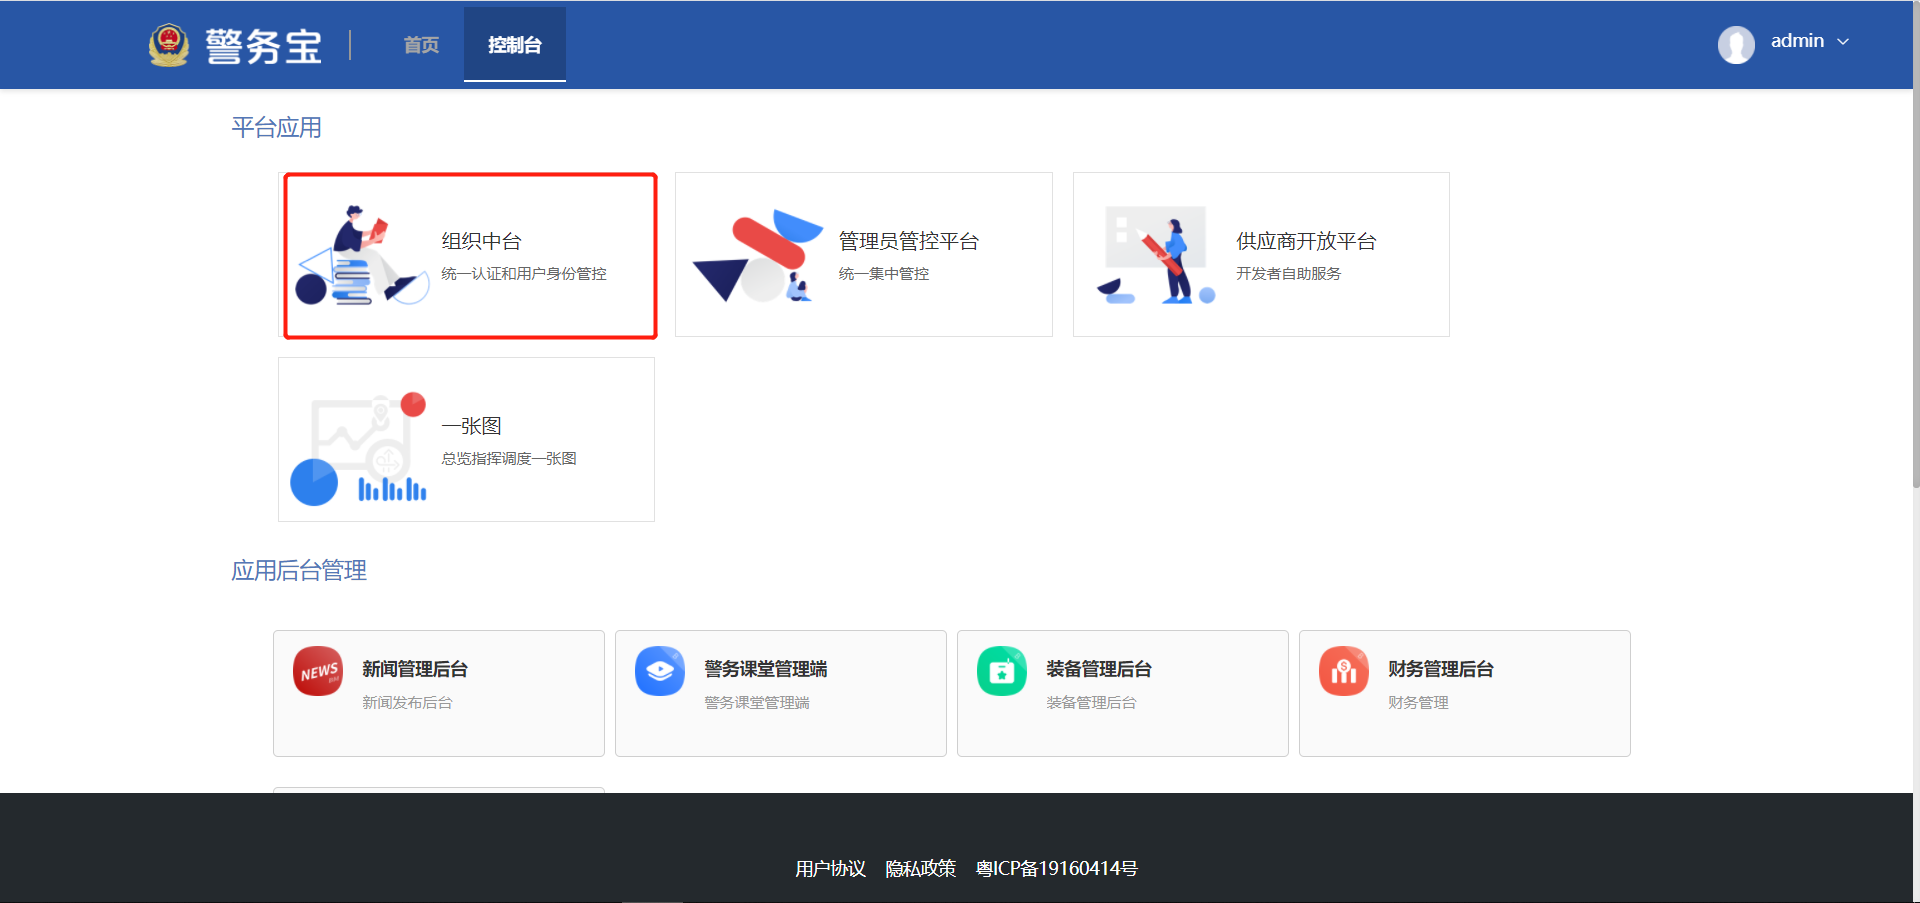 警务宝
首页
控制台
admin
平台应用
组织中台
统一认证和用户身份管控
管理员管控平台
统一集中管控
供应商开放平台
开发者自助服务
一张图
总览指挥调度一张图
应用后台管理
NEWS
新闻管理后台
新闻发布后台
警务课堂管理端
警务课堂管理端
装备管理后台
装备管理后台
财务管理后台
财务管理
用户协议 隐私政策 粤ICP备19160414号